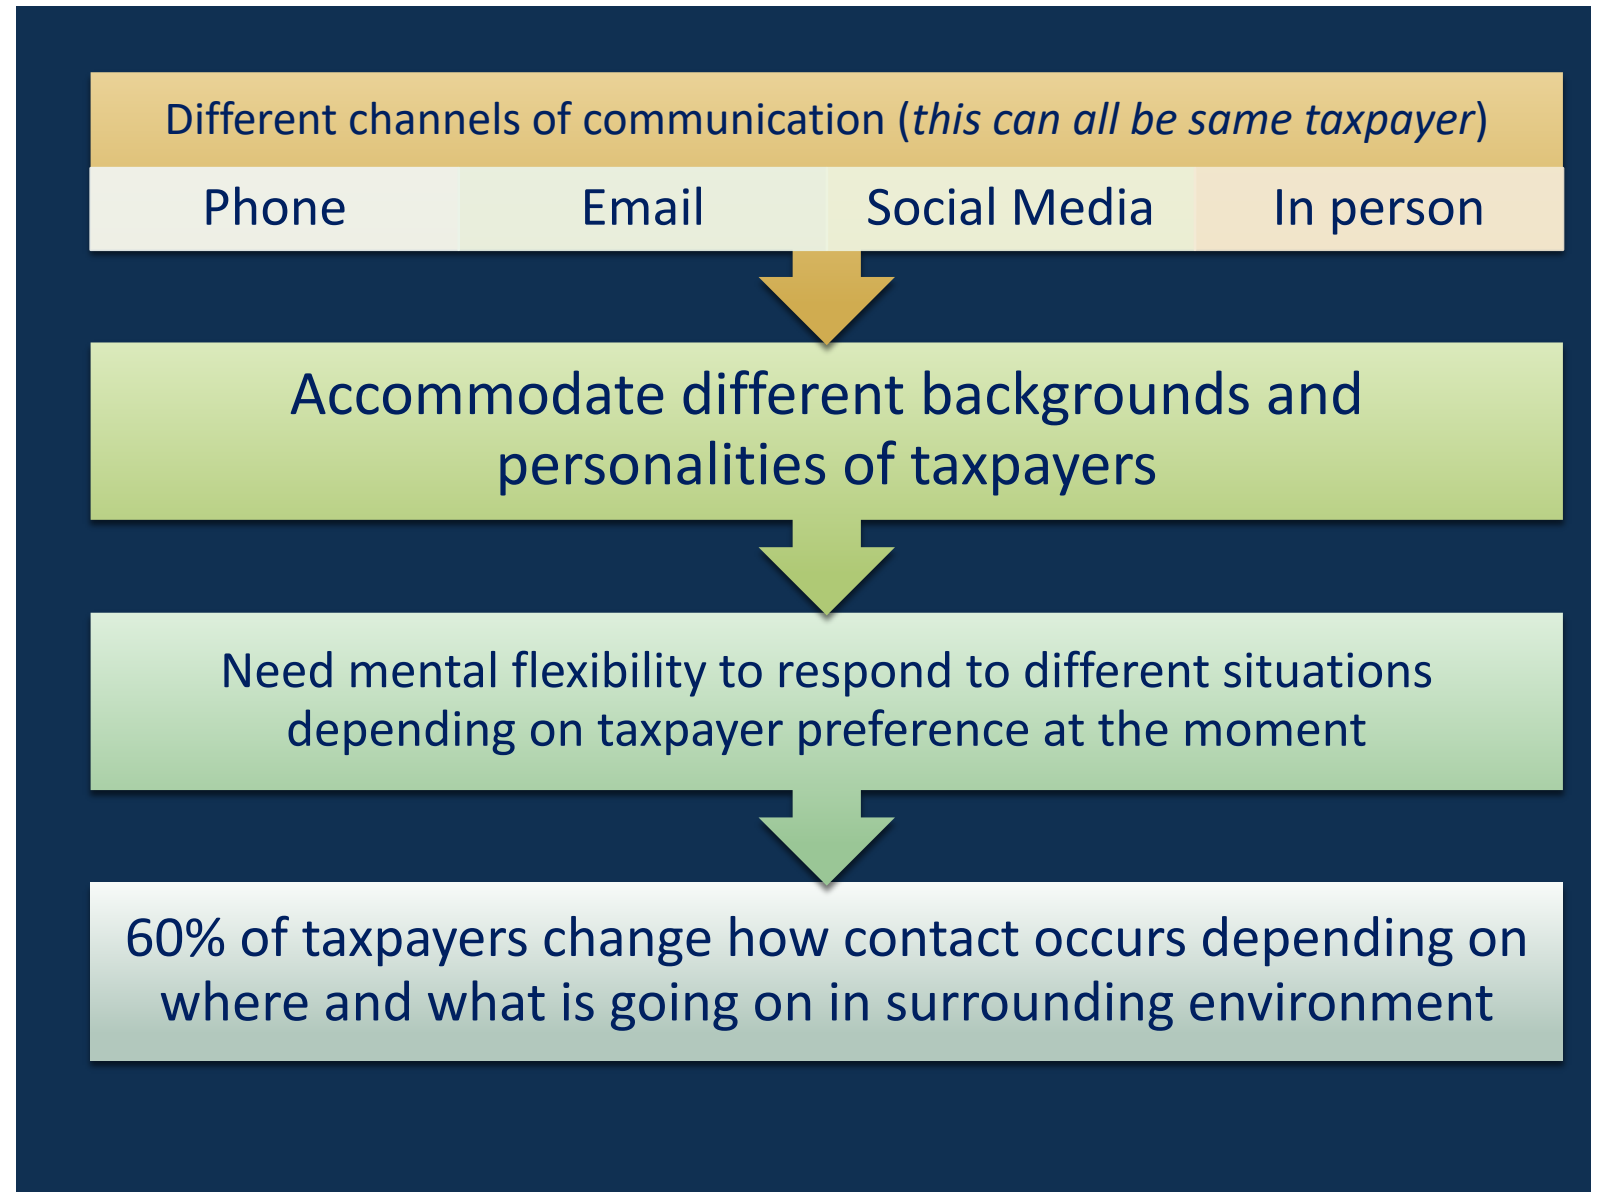 Different channels of communication (this can all be same taxpayer)
Phone Email Social Media In person
Accommodate different backgrounds and
personalities of taxpayers
Need mental flexibility to respond to different situations
depending on taxpayer preference at the moment
60% of taxpayers change how contact occurs depending on
where and what is going on in surrounding environment